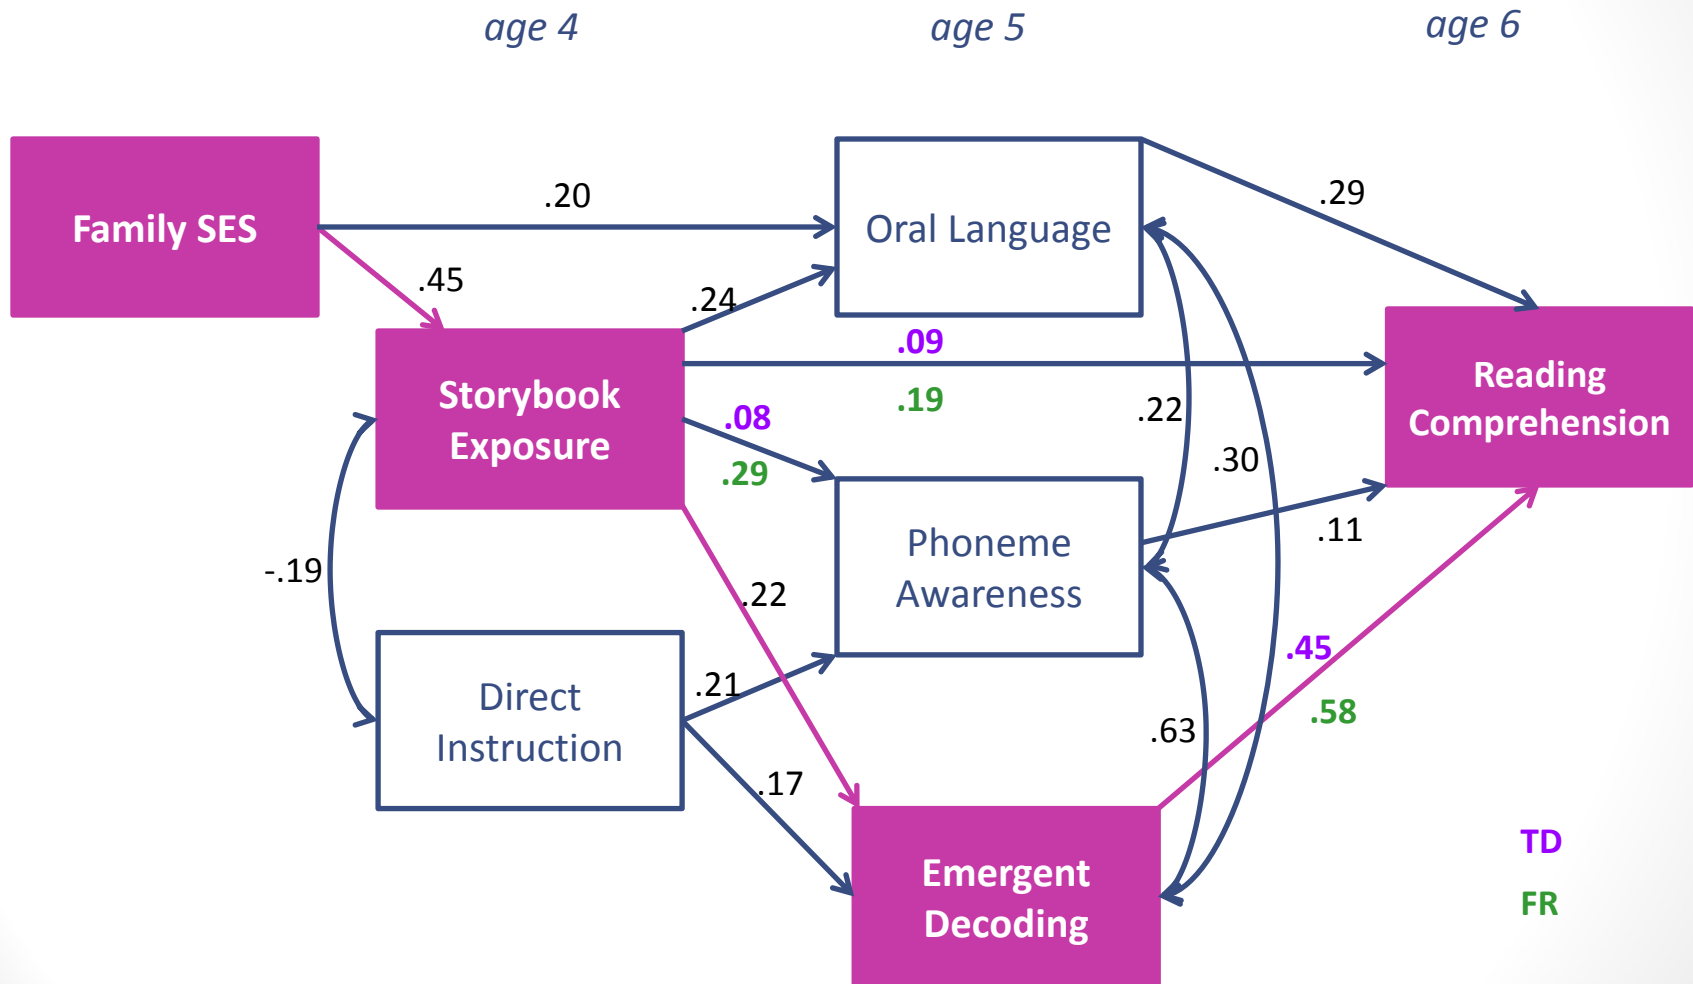 age 4
age 5
age 6
Family SES
.20
Oral Language
.29
.45
.24
.09
.19
Storybook
Exposure
.08
.29
.22
.30
Reading
Comprehension
-.19
.22
Phoneme
Awareness
.11
Direct
Instruction
.21
.17
.63
.45
.58
Emergent
Decoding
TD
FR